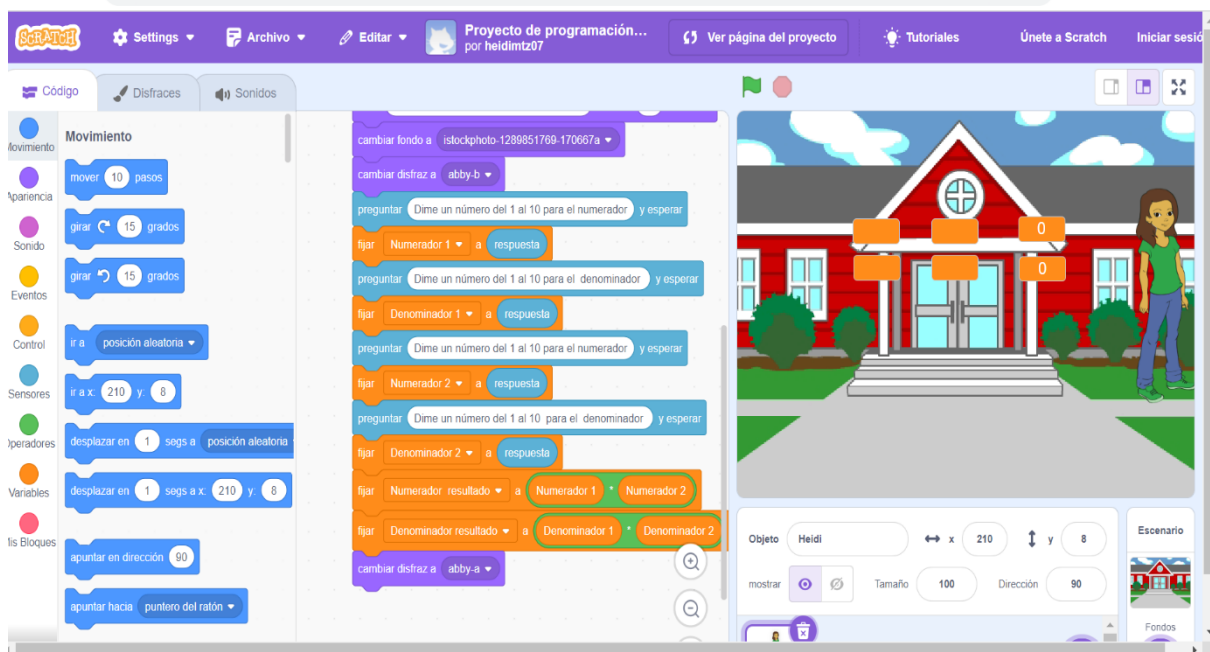 SCRATCH Settings Archivo Editar Proyecto de programación... Ver página del proyecto Tutoriales Únete a Scratch Iniciar sesió
por heidimtz07
Código Disfraces Sonidos
Movimiento
Apariencia
Sonido
Eventos
Control
Sensores
Operadores
Variables
Mis Bloques
Movimiento
mover 10 pasos
girar 15 grados
girar 15 grados
ir a posición aleatoria
ir a x: 210 y: 8
desplazar en 1 segs a posición aleatoria
desplazar en 1 segs a x: 210 y: 8
apuntar en dirección 90
apuntar hacia puntero del ratón
cambiar fondo a istockphoto-1289851769-170667a
cambiar disfraz a abby-b
preguntar Dime un número del 1 al 10 para el numerador y esperar
fijar Numerador 1 a respuesta
preguntar Dime un número del 1 al 10 para el denominador y esperar
fijar Denominador 1 a respuesta
preguntar Dime un número del 1 al 10 para el numerador y esperar
fijar Numerador 2 a respuesta
preguntar Dime un número del 1 al 10 para el denominador y esperar
fijar Denominador 2 a respuesta
fijar Numerador resultado a Numerador 1 * Numerador 2
fijar Denominador resultado a Denominador 1 * Denominador 2
cambiar disfraz a abby-a
0
0
Objeto Heidi x 210 y 8
mostrar Tamaño 100 Dirección 90
Escenario
Fondos